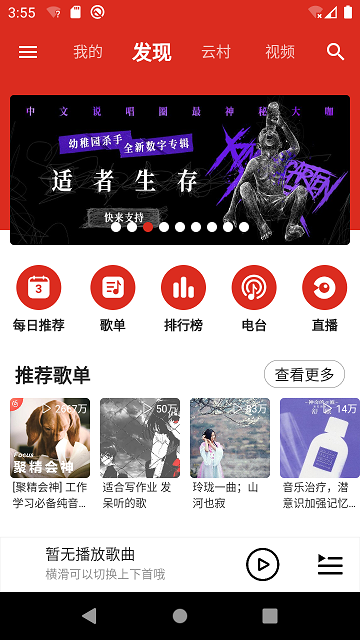 3:55
我的 发现 云村 视频
中文说唱圈最神秘大咖
幼稚园杀手
全新数字专辑
适者生存
快来支持
3
每日推荐 歌单 排行榜 电台 直播
推荐歌单 查看更多
2667万 50万 83万 14万
Focus
聚精会神
[聚精会神] 工作 适合写作业 发 玲珑一曲；山 音乐治疗，潜
学习必备纯音... 呆听的歌 河也寂 意识加强记忆...
暂无播放歌曲
横滑可以切换上下首哦